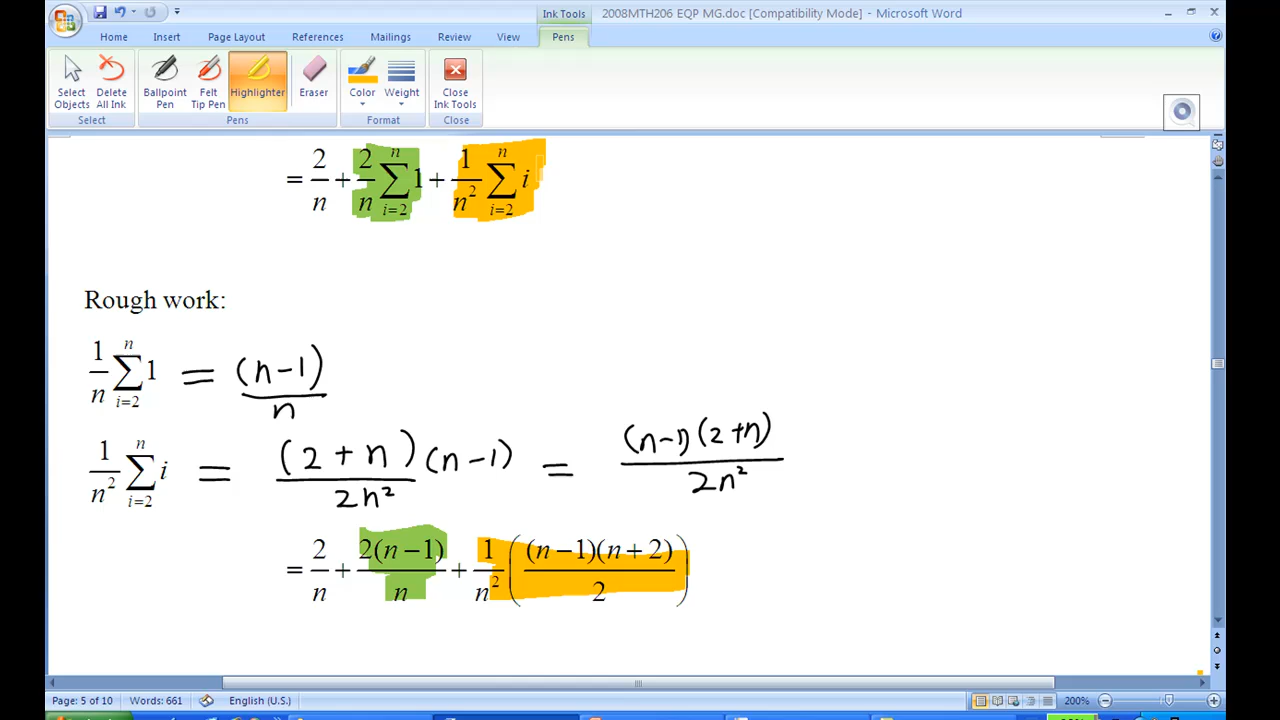 Ink Tools
2008MTH206 EQP MG.doc [Compatibility Mode] - Microsoft Word
Home Insert Page Layout References Mailings Review View Pens
Select Objects Delete All Ink Ballpoint Pen Felt Tip Pen Highlighter Eraser Color Weight Close Ink Tools
Select Pens Format Close
= 2/n + 2/n ∑_{i=2}^{n} 1 + 1/n² ∑_{i=2}^{n} i
Rough work:
1/n ∑_{i=2}^{n} 1 = (n-1)/n
1/n² ∑_{i=2}^{n} i = (2+n)/2n² (n-1) = (n-1)(2+n)/2n²
= 2/n + 2(n-1)/n + 1/n² ((n-1)(n+2)/2)
Page: 5 of 10 Words: 661 English (U.S.) 200%